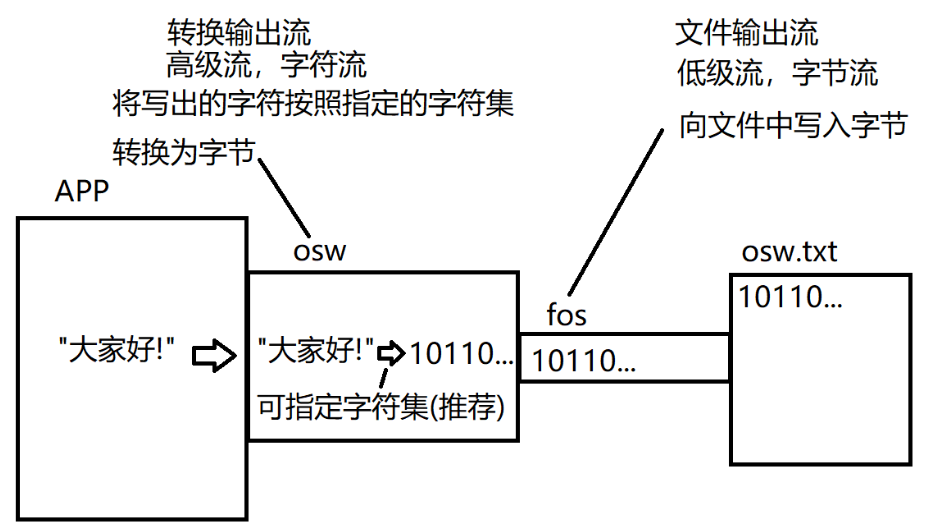 转换输出流
高级流，字符流
将写出的字符按照指定的字符集
转换为字节
文件输出流
低级流，字节流
向文件中写入字节
APP
osw
fos
osw.txt
"大家好!"
"大家好!"
10110...
可指定字符集(推荐)
10110...
10110...